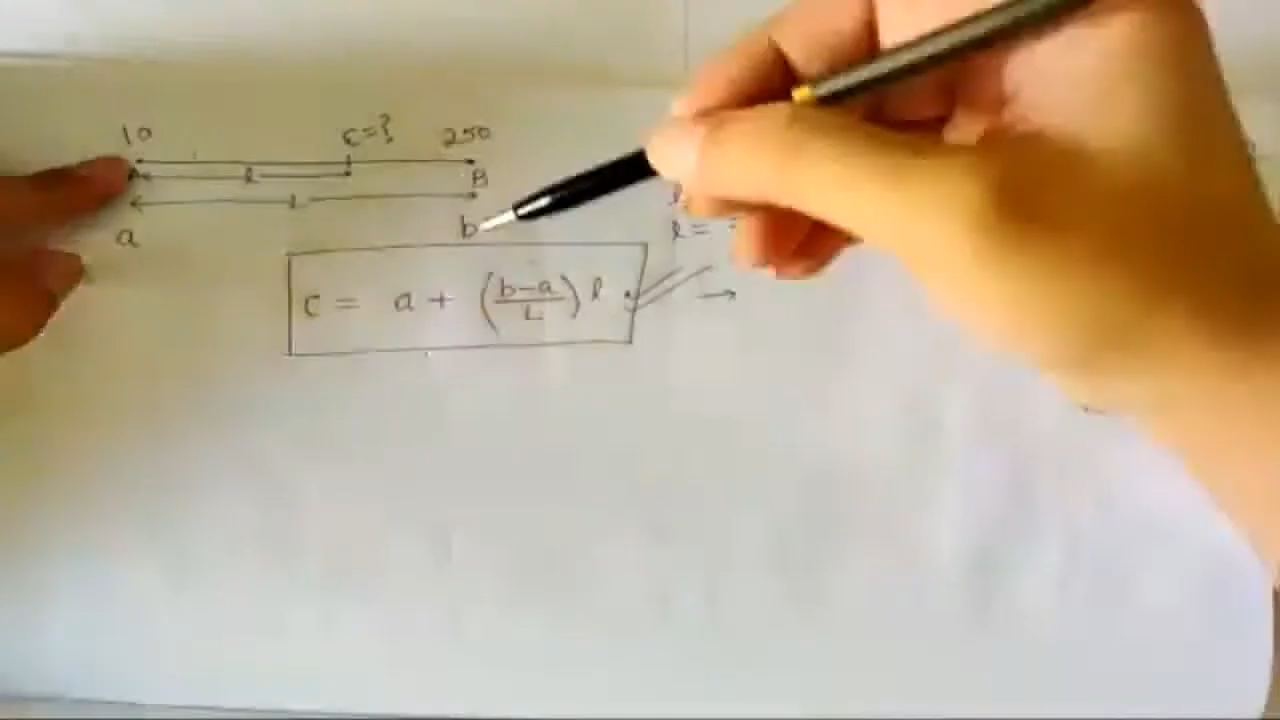 10 c=? 250
A l B
L
a b
l =
c = a + (b-a/L) l
→